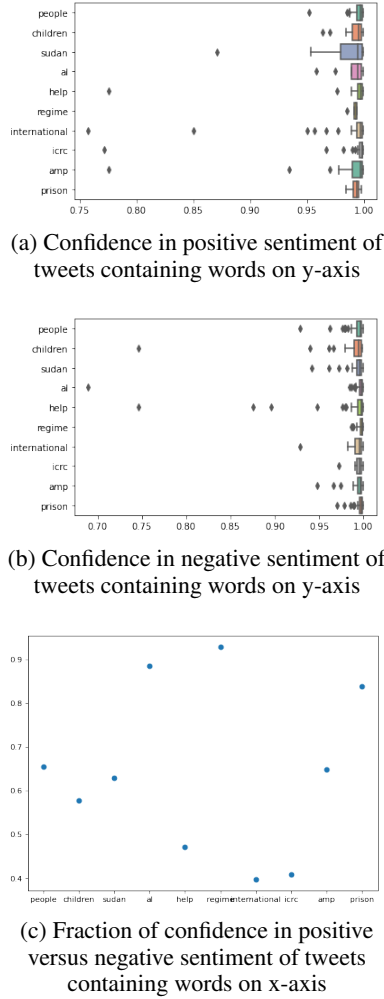 people
children
sudan
al
help
regime
international
icrc
amp
prison
0.75 0.80 0.85 0.90 0.95 1.00
(a) Confidence in positive sentiment of
tweets containing words on y-axis
people
children
sudan
al
help
regime
international
icrc
amp
prison
0.70 0.75 0.80 0.85 0.90 0.95 1.00
(b) Confidence in negative sentiment of
tweets containing words on y-axis
0.9
0.8
0.7
0.6
0.5
0.4
people children sudan al help regime international icrc amp prison
(c) Fraction of confidence in positive
versus negative sentiment of tweets
containing words on x-axis